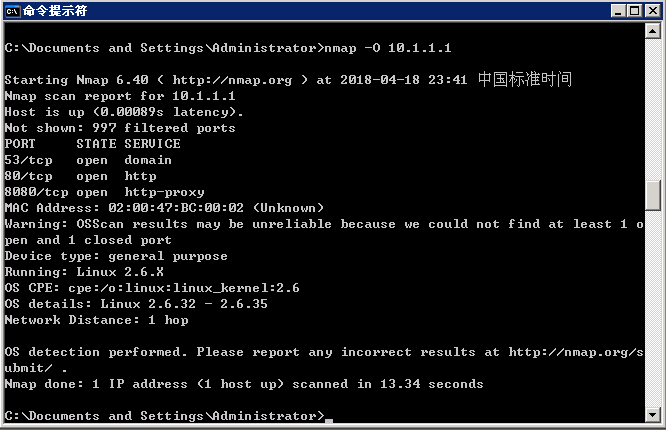 命令提示符
C:\Documents and Settings\Administrator>nmap -O 10.1.1.1
Starting Nmap 6.40 ( http://nmap.org ) at 2018-04-18 23:41 中国标准时间
Nmap scan report for 10.1.1.1
Host is up (0.00089s latency).
Not shown: 997 filtered ports
PORT     STATE SERVICE
53/tcp   open  domain
80/tcp   open  http
8080/tcp open  http-proxy
MAC Address: 02:00:47:BC:00:02 (Unknown)
Warning: OSScan results may be unreliable because we could not find at least 1 o
pen and 1 closed port
Device type: general purpose
Running: Linux 2.6.X
OS CPE: cpe:/o:linux:linux_kernel:2.6
OS details: Linux 2.6.32 - 2.6.35
Network Distance: 1 hop
OS detection performed. Please report any incorrect results at http://nmap.org/s
ubmit/ .
Nmap done: 1 IP address (1 host up) scanned in 13.34 seconds
C:\Documents and Settings\Administrator>_